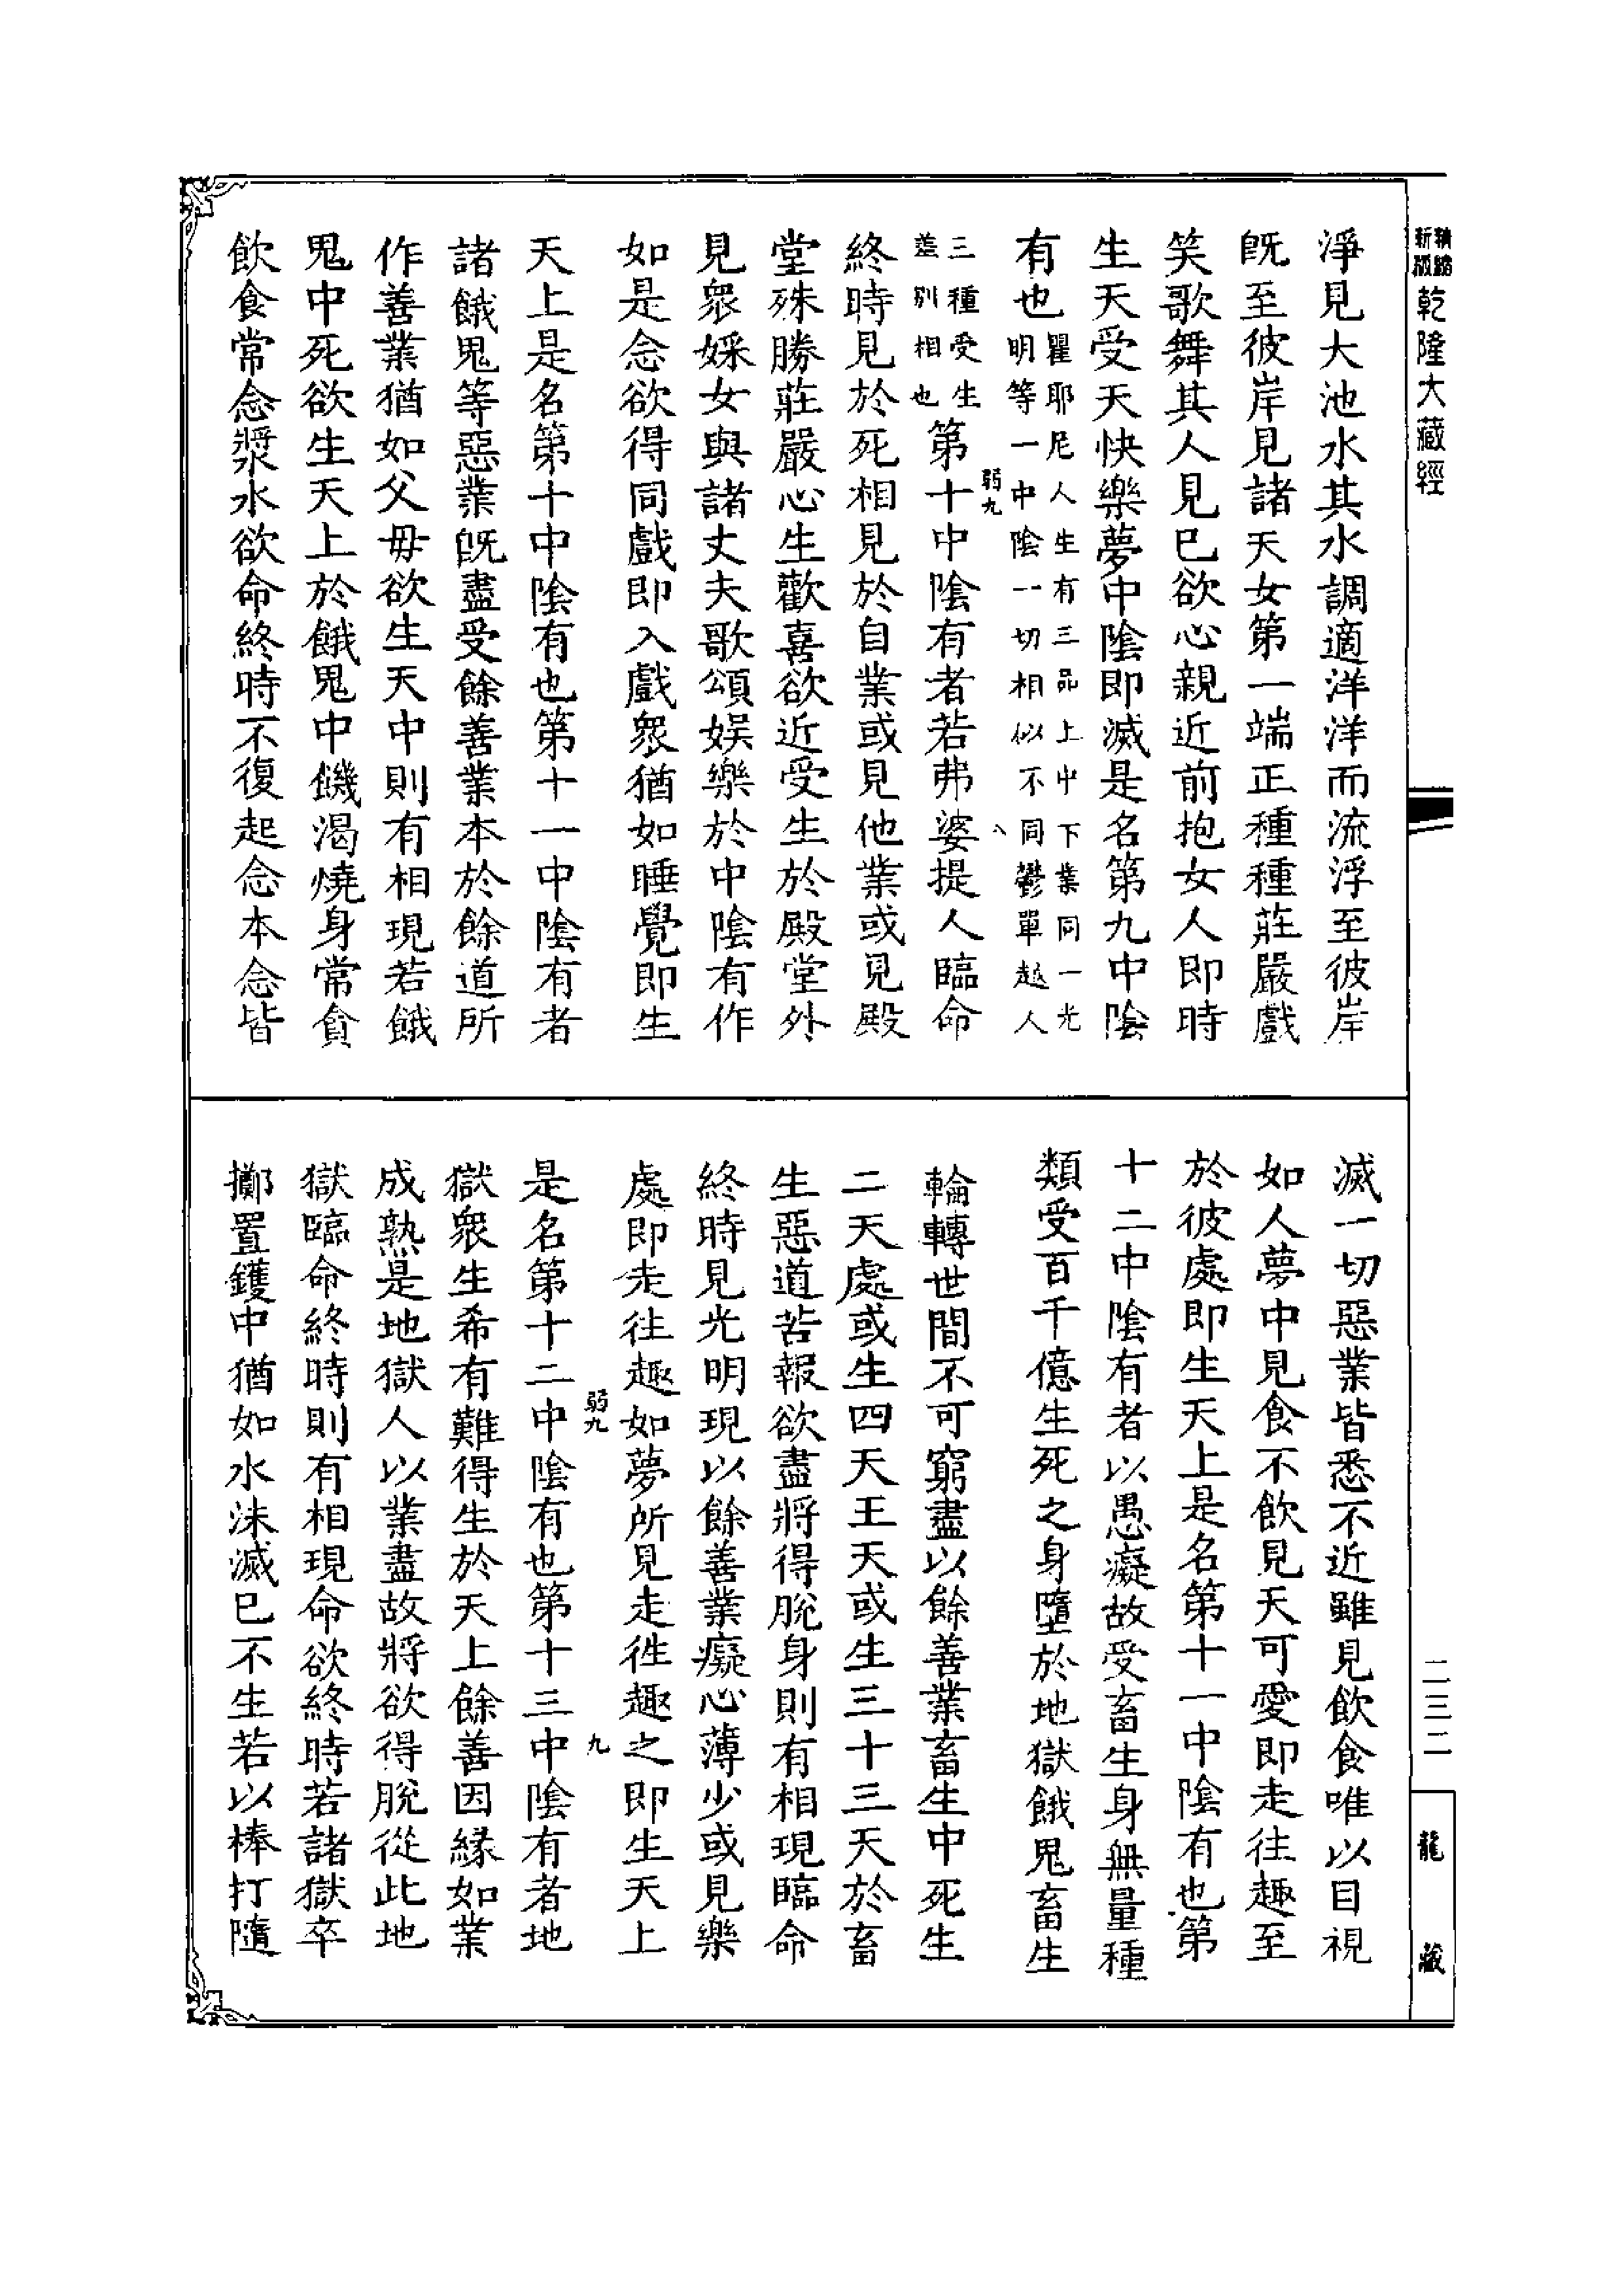 精縮
新版
乾隆大藏經
淨見大池水其水調適洋洋而流浮至彼岸
旣至彼岸見諸天女第一端正種種莊嚴戲
笑歌舞其人見巳欲心親近前抱女人即時
生天受天快樂夢中陰即滅是名第九中陰
有也瞿耶尼人生有三品上中下業同一光
明等一中陰一切相似不同鬱單越人
三種受生
差別相也第十中陰有者若弗婆提人臨命
弱九
八
終時見於死相見於自業或見他業或見殿
堂殊勝莊嚴心生歡喜欲近受生於殿堂外
見衆婇女與諸丈夫歌頌娛樂於中陰有作
如是念欲得同戲即入戲衆猶如睡覺即生
天上是名第十中陰有也第十一中陰有者
諸餓鬼等惡業旣盡受餘善業本於餘道所
作善業猶如父毋欲生天中則有相現若餓
鬼中死欲生天上於餓鬼中饑渴燒身常貪
飲食常念漿水欲命終時不復起念本念皆
滅一切惡業皆悉不近雖見飲食唯以目視
如人夢中見食不飲見天可愛即走往趣至
於彼處即生天上是名第十一中陰有也第
十二中陰有者以愚癡故受畜生身無量種
類受百千億生死之身墮於地獄餓鬼畜生
輪轉世間不可窮盡以餘善業畜生中死生
二天處或生四天王天或生三十三天於畜
生惡道苦報欲盡將得脫身則有相現臨命
終時見光明現以餘善業癡心薄少或見樂
處即走往趣如夢所見走徃趣之即生天上
弱九
九
是名第十二中陰有也第十三中陰有者地
獄衆生希有難得生於天上餘善因緣如業
成熟是地獄人以業盡故將欲得脫從此地
獄臨命終時則有相現命欲終時若諸獄卒
擲置鑊中猶如水沫滅巳不生若以棒打隨
二三二
龍藏